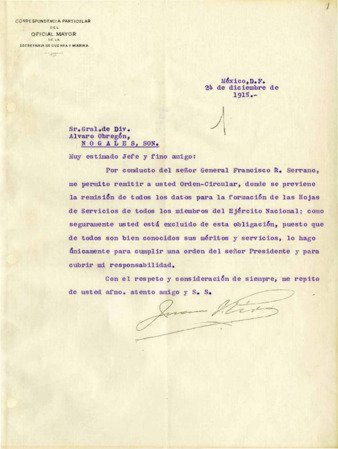 CORRESPONDENCIA PARTICULAR
DEL
OFICIAL MAYOR
DE LA
SECRETARIA DE GUERRA Y MARINA
México, D.F.
24 de diciembre de
1915.-
Sr. Gral. de Div.
Alvaro Obregón.
N O G A L E S, SON.
Muy estimado Jefe y fino amigo:
Por conducto del señor General Francisco R. Serrano,
me permito remitir a usted Orden-Circular, donde se previene
la remisión de todos los datos para la formación de las Hojas
de Servicios de todos los miembros del Ejército Nacional; como
seguramente usted está excluido de esta obligación, puesto que
de todos son bien conocidos sus méritos y servicios, lo hago
únicamente para cumplir una orden del señor Presidente y para
cubrir mi responsabilidad.
Con el respeto y consideración de siempre, me repito
de usted afmo. atento amigo y S. S.